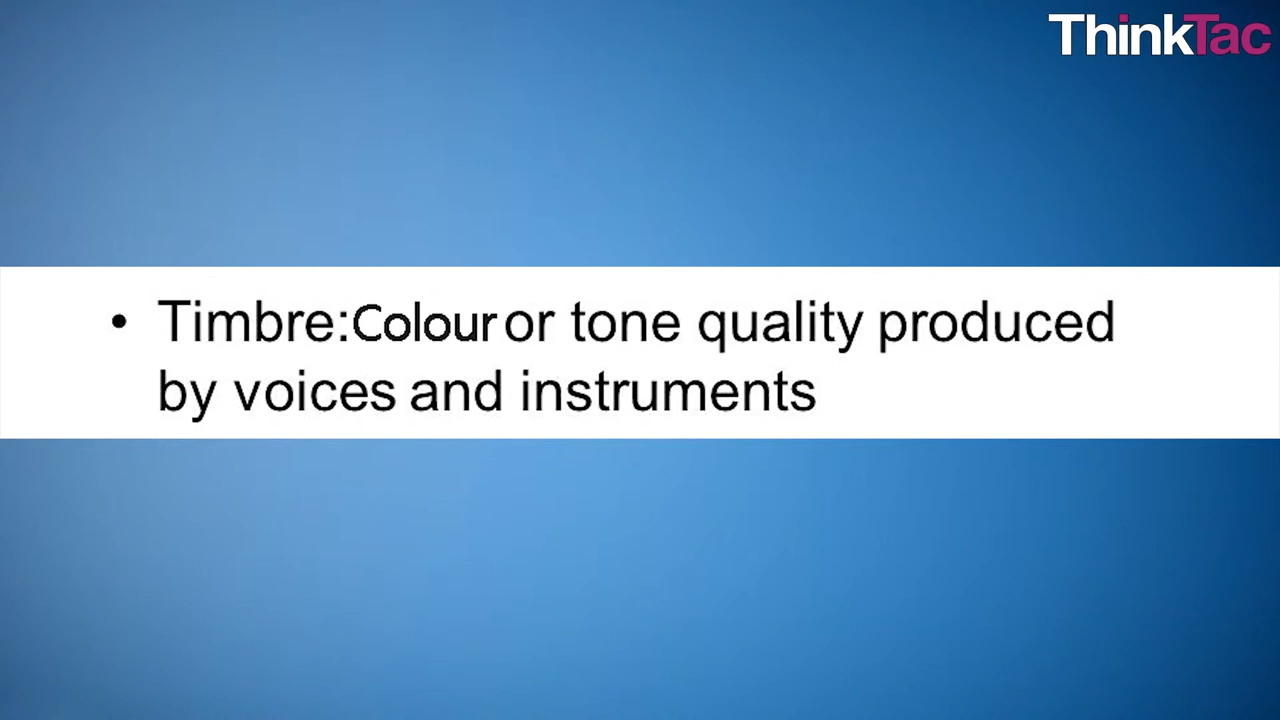 ThinkTac
• Timbre:Colour or tone quality produced
by voices and instruments